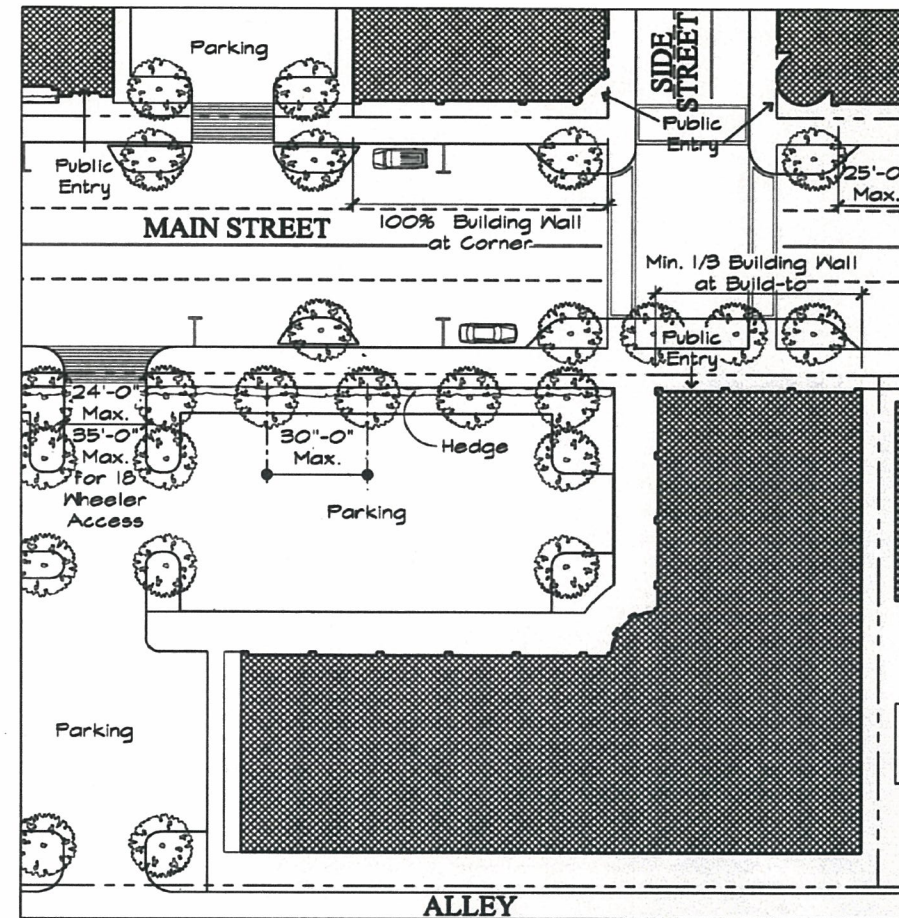 Parking
SIDE
STREET
Public
Entry
Public
Entry
25'-0"
Max.
MAIN STREET
100% Building Wall
at Corner
Min. 1/3 Building Wall
at Build-to
Public
Entry
24'-0"
Max.
35'-0"
Max.
for 18
Wheeler
Access
30"-0"
Max.
Hedge
Parking
Parking
ALLEY